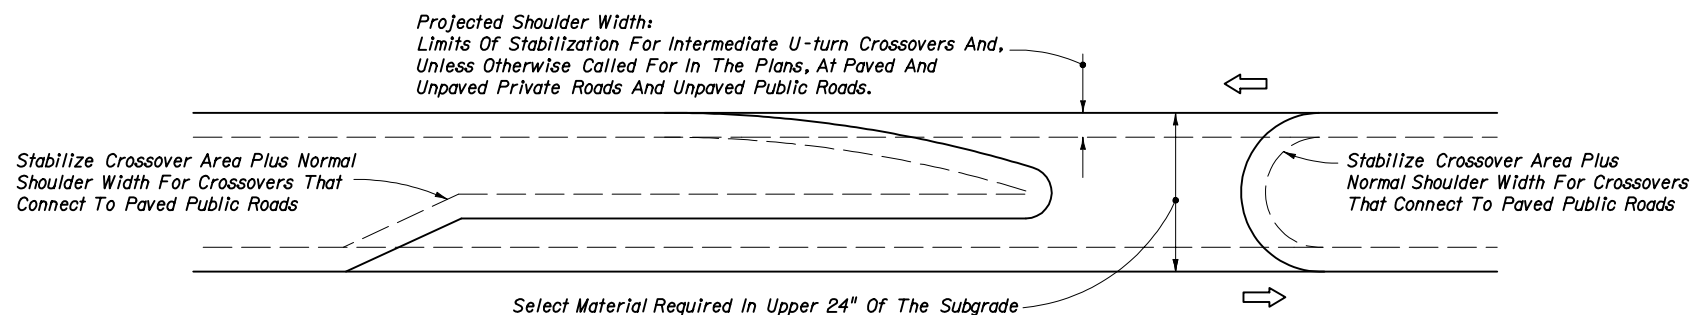 Projected Shoulder Width:
Limits Of Stabilization For Intermediate U-turn Crossovers And,
Unless Otherwise Called For In The Plans, At Paved And
Unpaved Private Roads And Unpaved Public Roads.
Stabilize Crossover Area Plus Normal
Shoulder Width For Crossovers That
Connect To Paved Public Roads
Stabilize Crossover Area Plus
Normal Shoulder Width For Crossovers
That Connect To Paved Public Roads
Select Material Required In Upper 24" Of The Subgrade